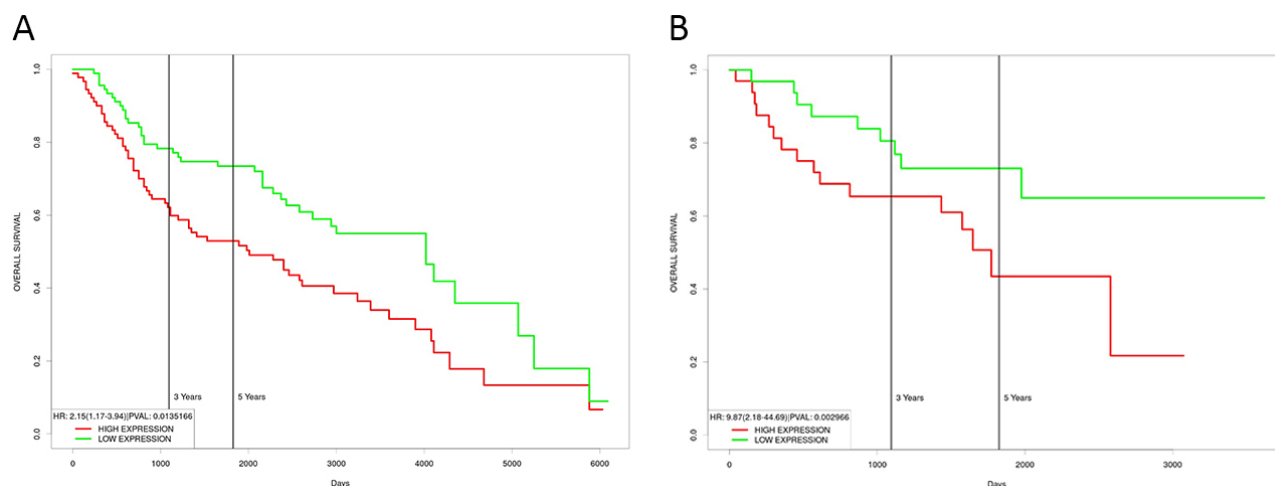 A
OVERALL SURVIVAL
1.0
0.8
0.6
0.4
0.2
0.0
3 Years
5 Years
HR: 2.15(1.17-3.94)|PVAL: 0.0135166
HIGH EXPRESSION
LOW EXPRESSION
0 1000 2000 3000 4000 5000 6000
Days
B
OVERALL SURVIVAL
1.0
0.8
0.6
0.4
0.2
0.0
3 Years
5 Years
HR: 9.87(2.18-44.69)|PVAL: 0.002966
HIGH EXPRESSION
LOW EXPRESSION
0 1000 2000 3000
Days